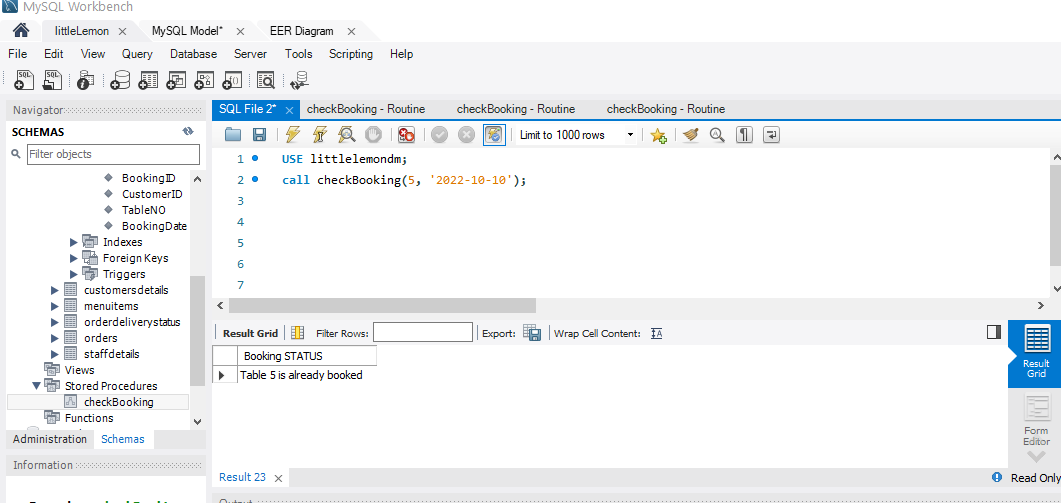 MySQL Workbench
littleLemon
MySQL Model*
EER Diagram
File Edit View Query Database Server Tools Scripting Help
Navigator
SQL File 2*
checkBooking - Routine
checkBooking - Routine
checkBooking - Routine
SCHEMAS
Filter objects
BookingID
CustomerID
TableNO
BookingDate
Indexes
Foreign Keys
Triggers
customersdetails
menuitems
orderdeliverystatus
orders
staffdetails
Views
Stored Procedures
checkBooking
Functions
Administration Schemas
Information
Limit to 1000 rows
1 USE littlelemondm;
2 call checkBooking(5, '2022-10-10');
3
4
5
6
7
Result Grid Filter Rows: Export: Wrap Cell Content:
Booking STATUS
Table 5 is already booked
Result
Grid
Form
Editor
Result 23
Read Only
Output